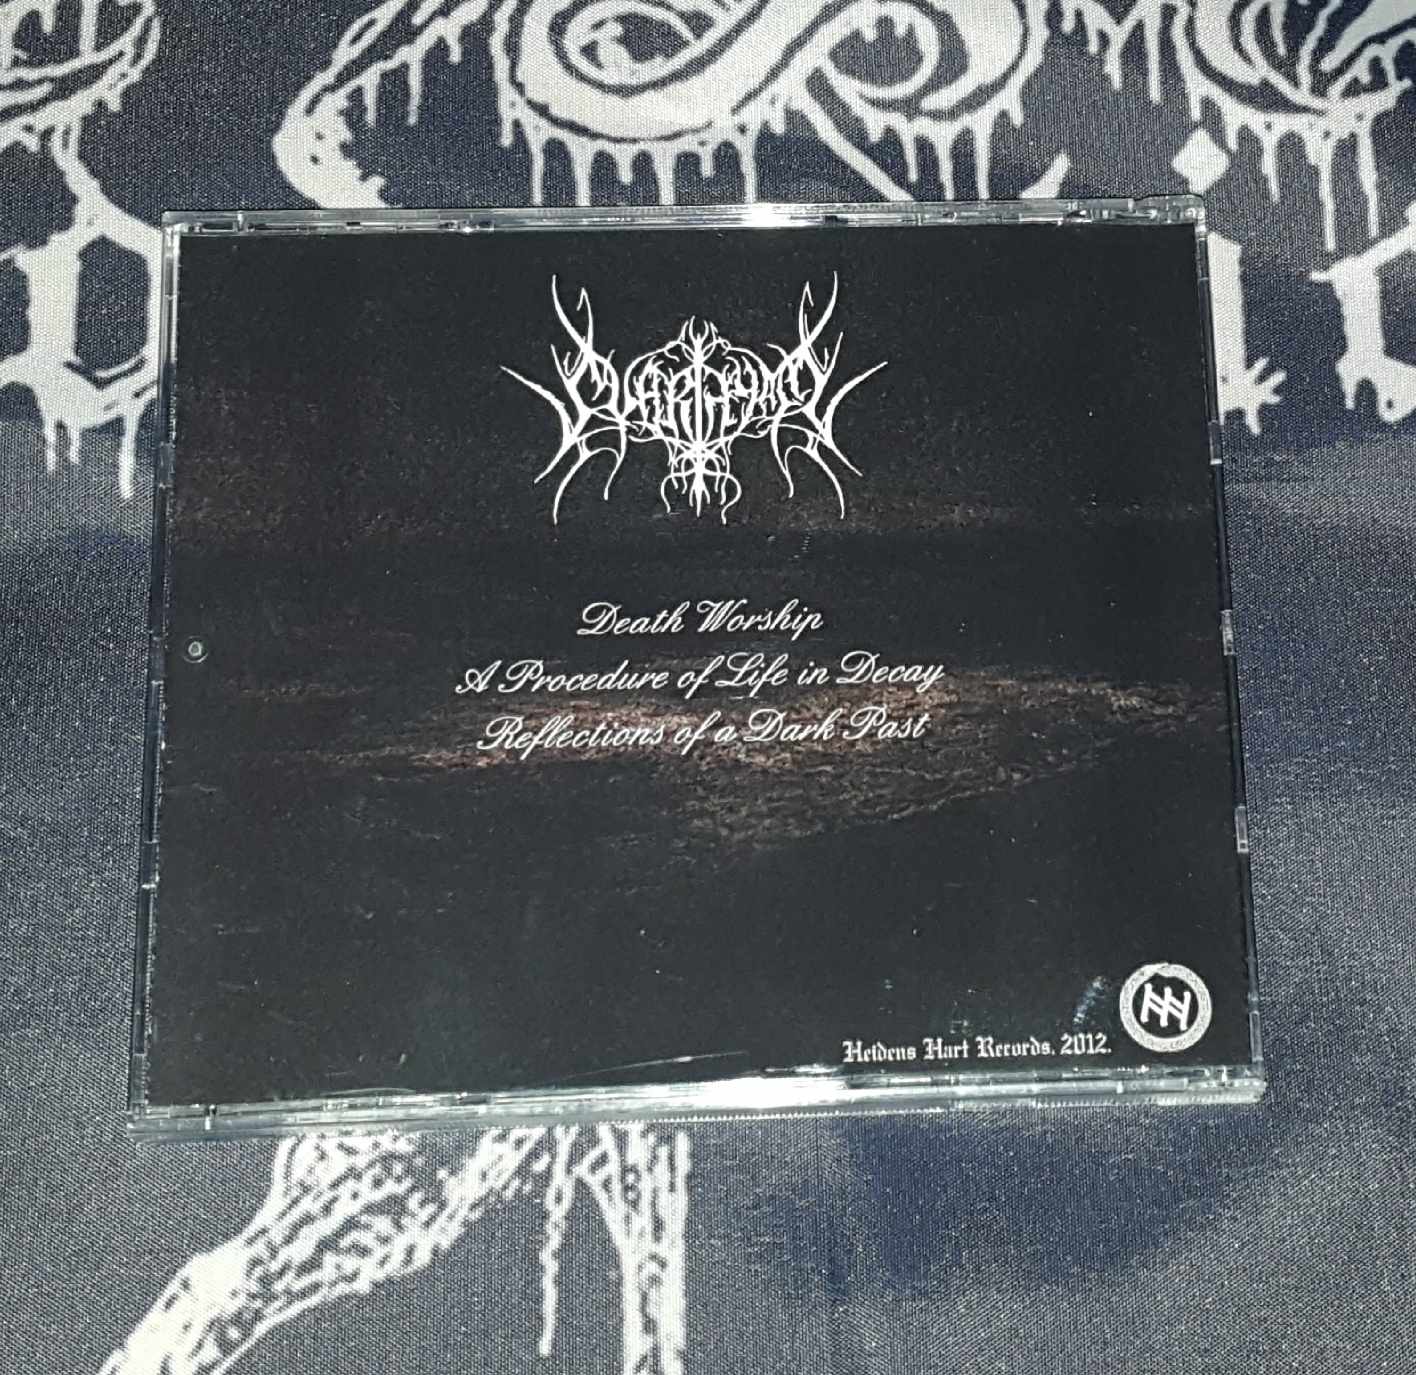 Death Worship
A Procedure of Life in Decay
Reflections of a Dark Past
Heidens Hart Records, 2012.